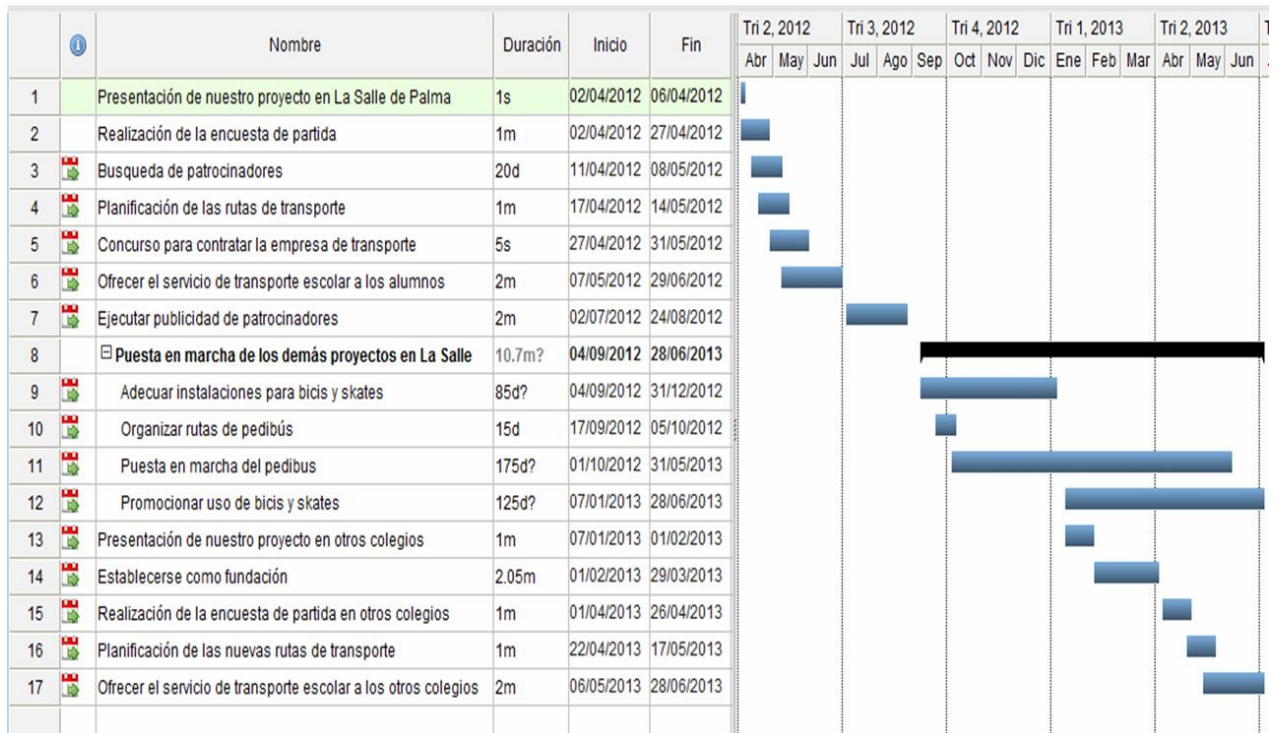 Tri 2, 2012 Tri 3, 2012 Tri 4, 2012 Tri 1, 2013 Tri 2, 2013 T
Nombre Duración Inicio Fin
Abr May Jun Jul Ago Sep Oct Nov Dic Ene Feb Mar Abr May Jun
1 Presentación de nuestro proyecto en La Salle de Palma 1s 02/04/2012 06/04/2012
2 Realización de la encuesta de partida 1m 02/04/2012 27/04/2012
3 Busqueda de patrocinadores 20d 11/04/2012 08/05/2012
4 Planificación de las rutas de transporte 1m 17/04/2012 14/05/2012
5 Concurso para contratar la empresa de transporte 5s 27/04/2012 31/05/2012
6 Ofrecer el servicio de transporte escolar a los alumnos 2m 07/05/2012 29/06/2012
7 Ejecutar publicidad de patrocinadores 2m 02/07/2012 24/08/2012
8 Puesta en marcha de los demás proyectos en La Salle 10.7m? 04/09/2012 28/06/2013
9 Adecuar instalaciones para bicis y skates 85d? 04/09/2012 31/12/2012
10 Organizar rutas de pedibús 15d 17/09/2012 05/10/2012
11 Puesta en marcha del pedibus 175d? 01/10/2012 31/05/2013
12 Promocionar uso de bicis y skates 125d? 07/01/2013 28/06/2013
13 Presentación de nuestro proyecto en otros colegios 1m 07/01/2013 01/02/2013
14 Establecerse como fundación 2.05m 01/02/2013 29/03/2013
15 Realización de la encuesta de partida en otros colegios 1m 01/04/2013 26/04/2013
16 Planificación de las nuevas rutas de transporte 1m 22/04/2013 17/05/2013
17 Ofrecer el servicio de transporte escolar a los otros colegios 2m 06/05/2013 28/06/2013